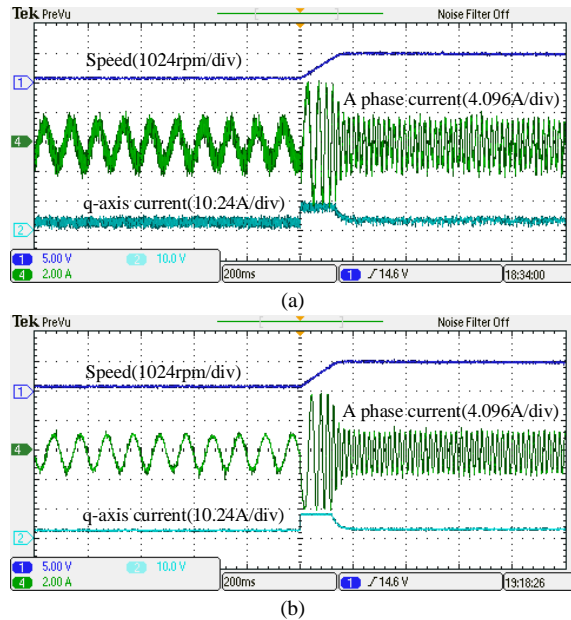 Tek PreVu Noise Filter Off
Speed(1024rpm/div)
1
A phase current(4.096A/div)
4
q-axis current(10.24A/div)
2
1 5.00 V 2 10.0 V
4 2.00 A 200ms 1 14.6 V 18:34:00
(a)
Tek PreVu Noise Filter Off
Speed(1024rpm/div)
1
A phase current(4.096A/div)
4
q-axis current(10.24A/div)
2
1 5.00 V 2 10.0 V
4 2.00 A 200ms 1 14.6 V 19:18:26
(b)